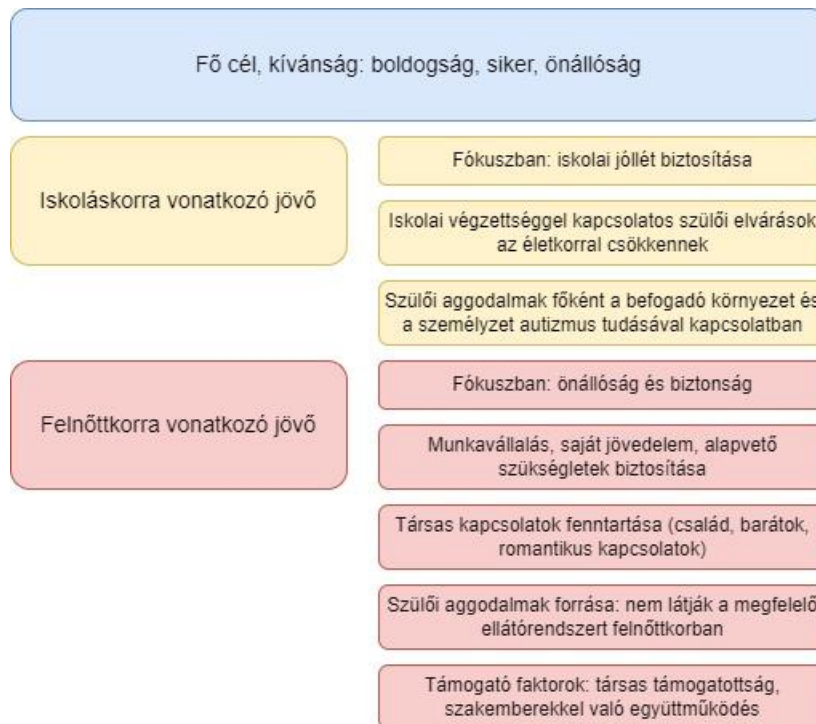 Fő cél, kívánság: boldogság, siker, önállóság
Iskoláskorra vonatkozó jövő
Fókuszban: iskolai jóllét biztosítása
Iskolai végzettséggel kapcsolatos szülői elvárások
az életkorral csökkennek
Szülői aggodalmak főként a befogadó környezet és
a személyzet autizmus tudásával kapcsolatban
Felnőttkorra vonatkozó jövő
Fókuszban: önállóság és biztonság
Munkavállalás, saját jövedelem, alapvető
szükségletek biztosítása
Társas kapcsolatok fenntartása (család, barátok,
romantikus kapcsolatok)
Szülői aggodalmak forrása: nem látják a megfelelő
ellátórendszert felnőttkorban
Támogató faktorok: társas támogatottság,
szakemberekkel való együttműködés